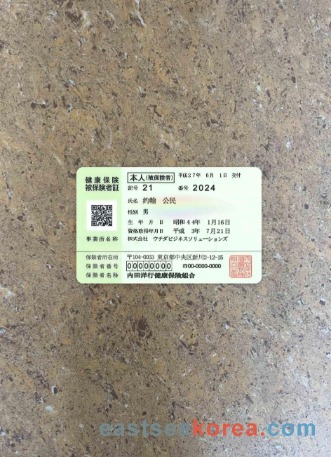 健康保険
被保険者証
本人(被保険者) 平成27年 6月 1日 交付
記号 21 番号 2024
氏名 約翰 公民
性別 男
生年月日 昭和44年 1月16日
資格取得年月日 平成 3年 7月21日
事業所名称 株式会社 ウチダビジネスソリューションズ
保険者所在地 〒104-0033 東京都中央区新川2-12-15
保険者番号 00000000
保険者名称 内田洋行健康保険組合
eastseakorea.com